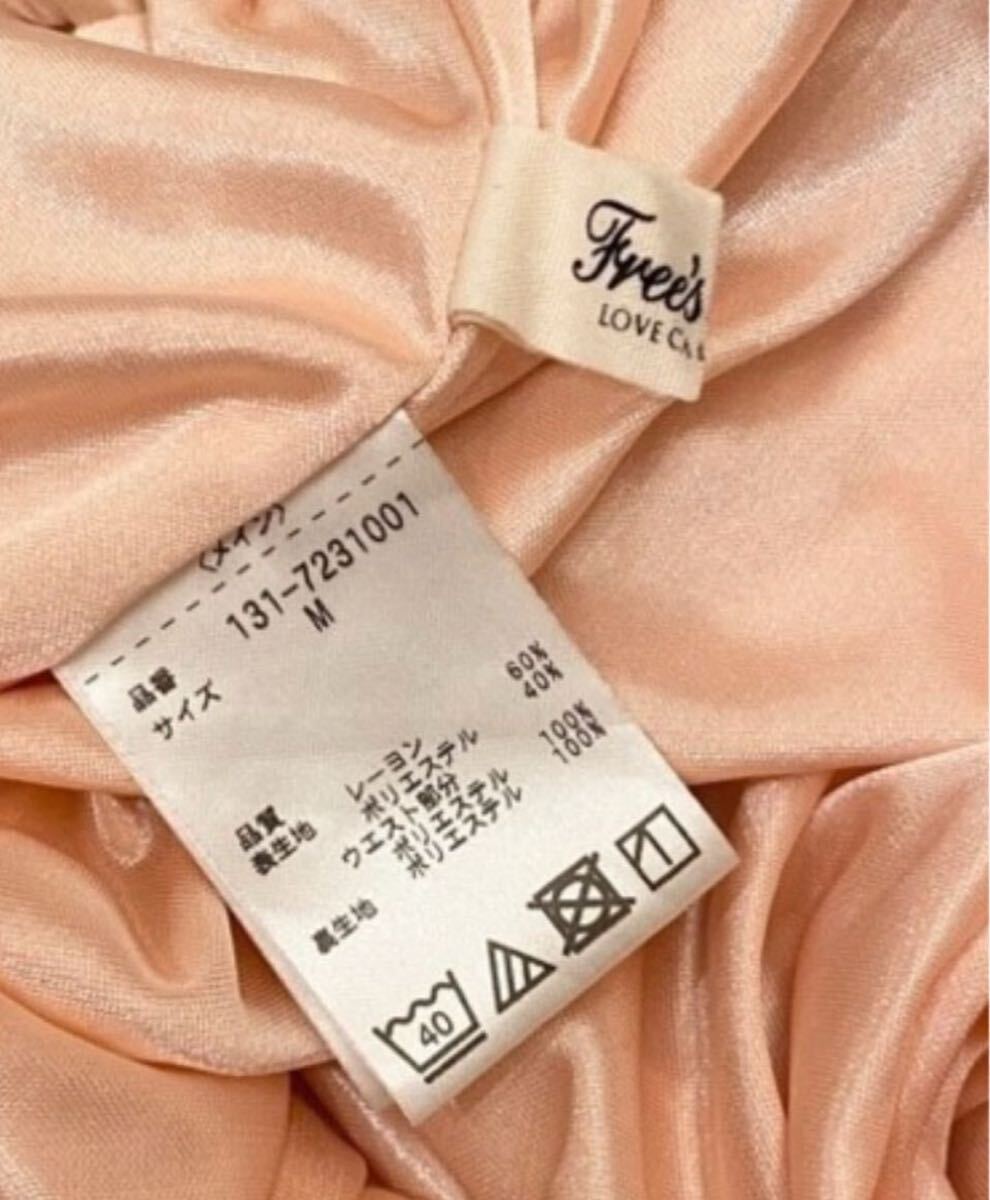 Free's
LOVE
(メイン)
品番 131-7231001
サイズ M
品質 レーヨン 60%
表生地 ポリエステル 40%
ウエスト部分
ポリエステル 100%
裏生地 ポリエステル 100%
40